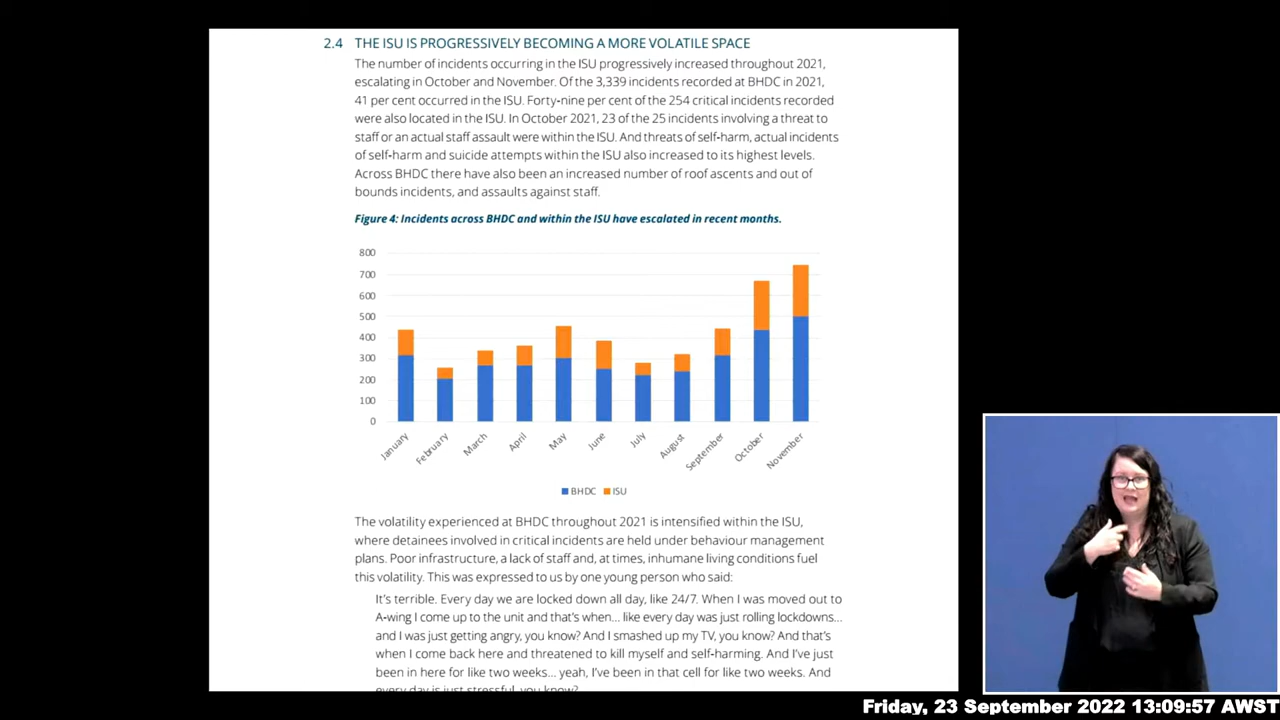 2.4 THE ISU IS PROGRESSIVELY BECOMING A MORE VOLATILE SPACE
The number of incidents occurring in the ISU progressively increased throughout 2021,
escalating in October and November. Of the 3,339 incidents recorded at BHDC in 2021,
41 per cent occurred in the ISU. Forty-nine per cent of the 254 critical incidents recorded
were also located in the ISU. In October 2021, 23 of the 25 incidents involving a threat to
staff or an actual staff assault were within the ISU. And threats of self-harm, actual incidents
of self-harm and suicide attempts within the ISU also increased to its highest levels.
Across BHDC there have also been an increased number of roof ascents and out of
bounds incidents, and assaults against staff.
Figure 4: Incidents across BHDC and within the ISU have escalated in recent months.
800
700
600
500
400
300
200
100
0
January
February
March
April
May
June
July
August
September
October
November
BHDC ISU
The volatility experienced at BHDC throughout 2021 is intensified within the ISU,
where detainees involved in critical incidents are held under behaviour management
plans. Poor infrastructure, a lack of staff and, at times, inhumane living conditions fuel
this volatility. This was expressed to us by one young person who said:
It's terrible. Every day we are locked down all day, like 24/7. When I was moved out to
A-wing I come up to the unit and that's when... like every day was just rolling lockdowns...
and I was just getting angry, you know? And I smashed up my TV, you know? And that's
when I come back here and threatened to kill myself and self-harming. And I've just
been in here for like two weeks... yeah, I've been in that cell for like two weeks. And
every day is just stressful, you know?
Friday, 23 September 2022 13:09:57 AWST